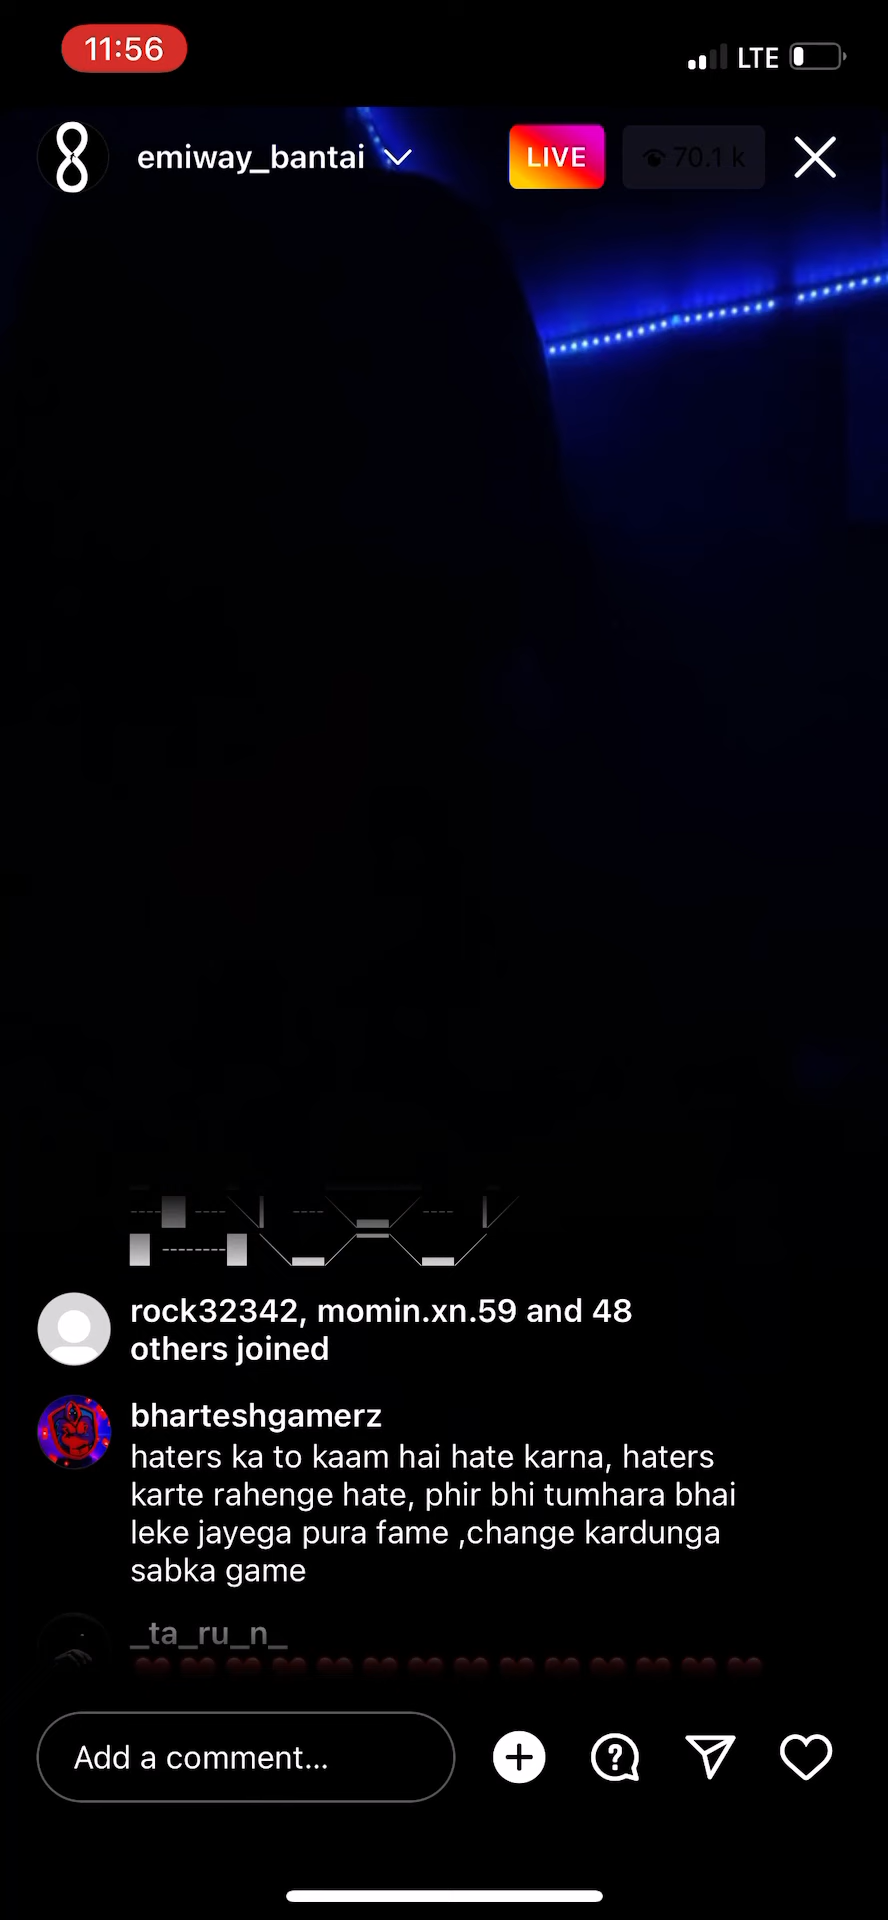 11:56
LTE
emiway_bantai
LIVE
70.1 k
rock32342, momin.xn.59 and 48
others joined
bharteshgamerz
haters ka to kaam hai hate karna, haters
karte rahenge hate, phir bhi tumhara bhai
leke jayega pura fame ,change kardunga
sabka game
_ta_ru_n_
Add a comment...